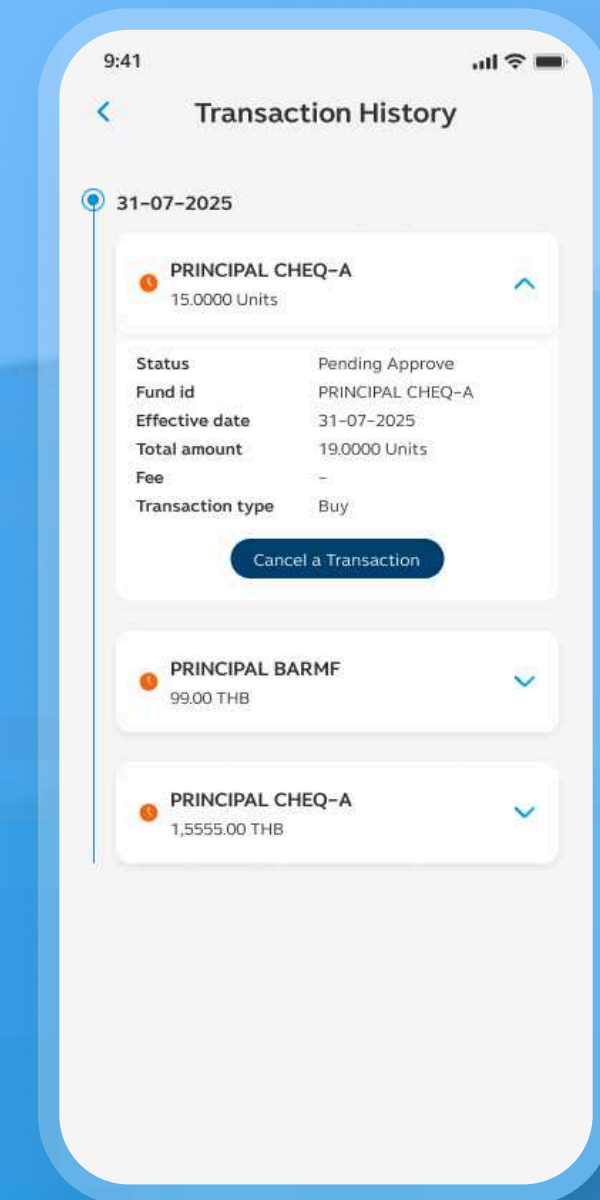 9:41
Transaction History
31-07-2025
PRINCIPAL CHEQ-A
15.0000 Units
Status Pending Approve
Fund id PRINCIPAL CHEQ-A
Effective date 31-07-2025
Total amount 19.0000 Units
Fee -
Transaction type Buy
Cancel a Transaction
PRINCIPAL BARMF
99.00 THB
PRINCIPAL CHEQ-A
1,5555.00 THB